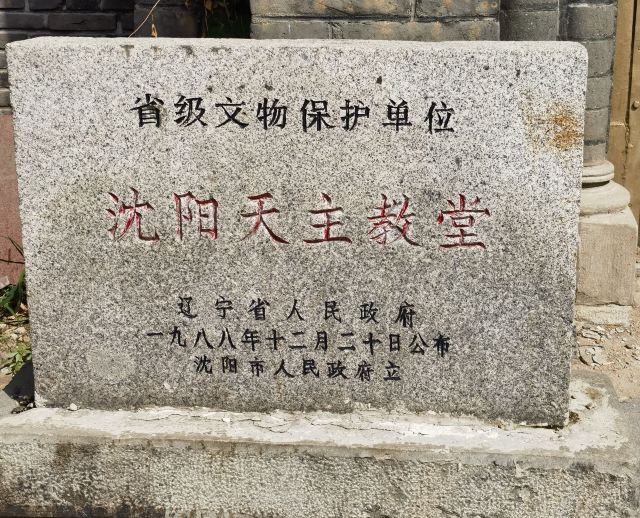 省级文物保护单位
沈阳天主教堂
辽宁省人民政府
一九八八年十二月二十日公布
沈阳市人民政府立